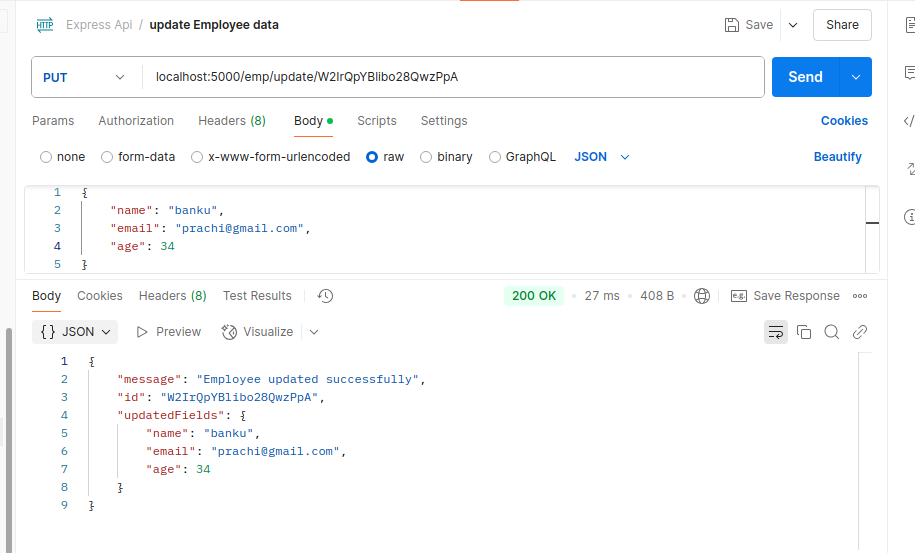 HTTP Express Api / update Employee data Save Share
PUT localhost:5000/emp/update/W2IrQpYBlibo28QwzPpA Send
Params Authorization Headers (8) Body Scripts Settings Cookies
none form-data x-www-form-urlencoded raw binary GraphQL JSON Beautify
1 {
2 "name": "banku",
3 "email": "prachi@gmail.com",
4 "age": 34
5 }
Body Cookies Headers (8) Test Results 200 OK • 27 ms • 408 B • e.g. Save Response
{} JSON Preview Visualize
1 {
2 "message": "Employee updated successfully",
3 "id": "W2IrQpYBlibo28QwzPpA",
4 "updatedFields": {
5 "name": "banku",
6 "email": "prachi@gmail.com",
7 "age": 34
8 }
9 }